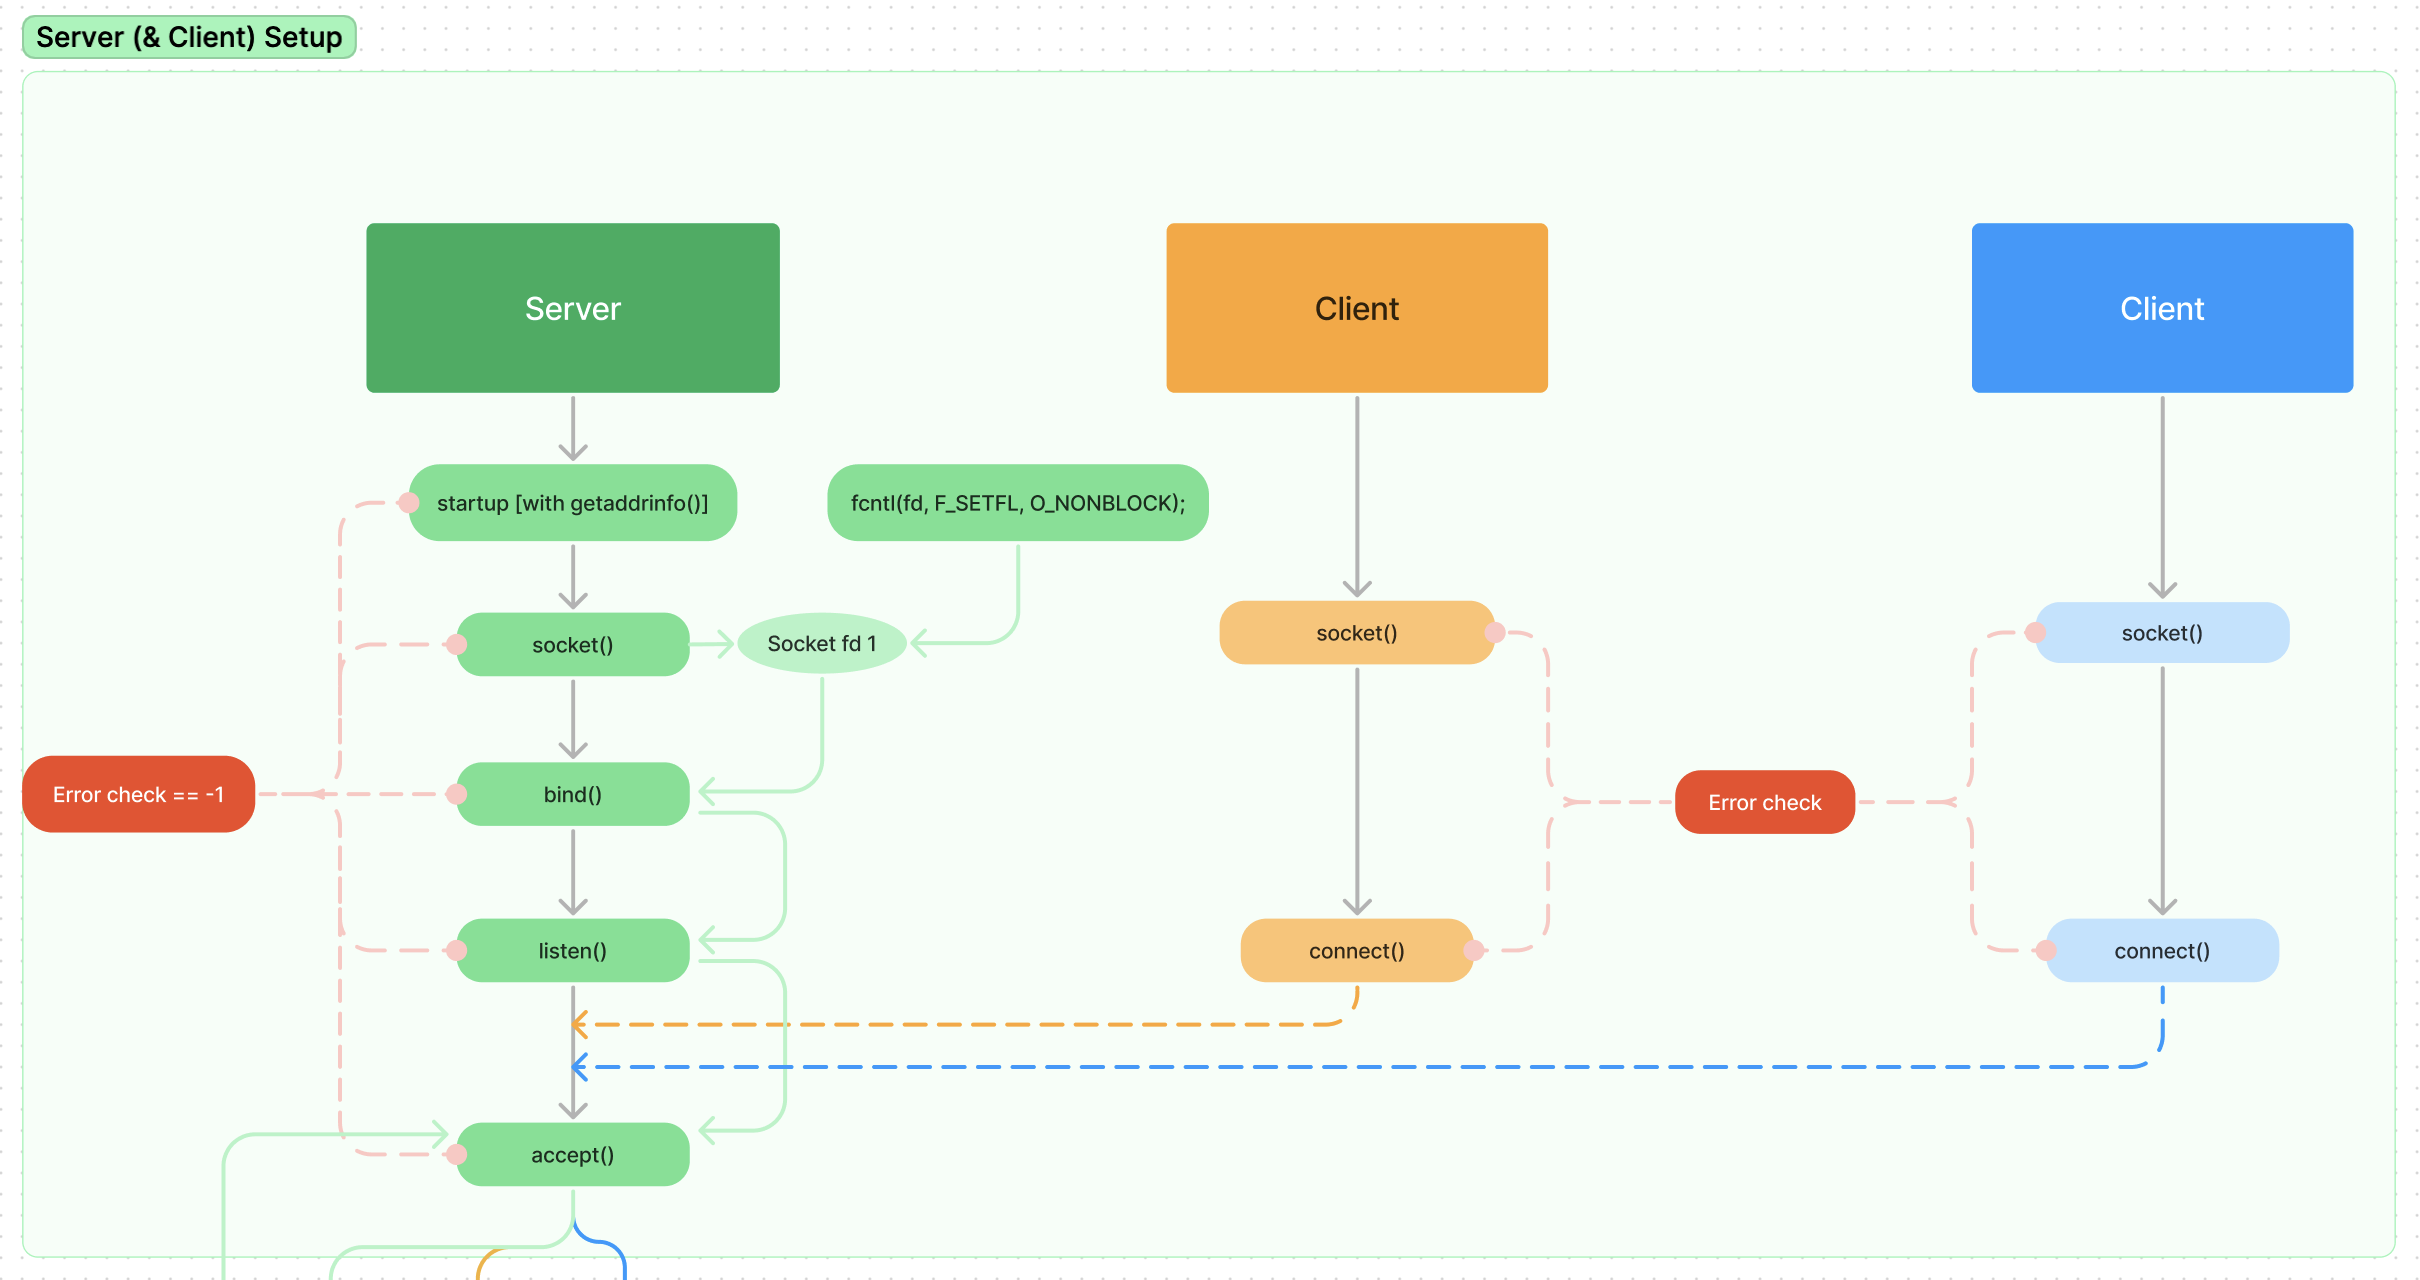 Server (& Client) Setup
Server
Client
Client
startup [with getaddrinfo()]
fcntl(fd, F_SETFL, O_NONBLOCK);
socket()
Socket fd 1
socket()
socket()
Error check == -1
bind()
Error check
listen()
connect()
connect()
accept()